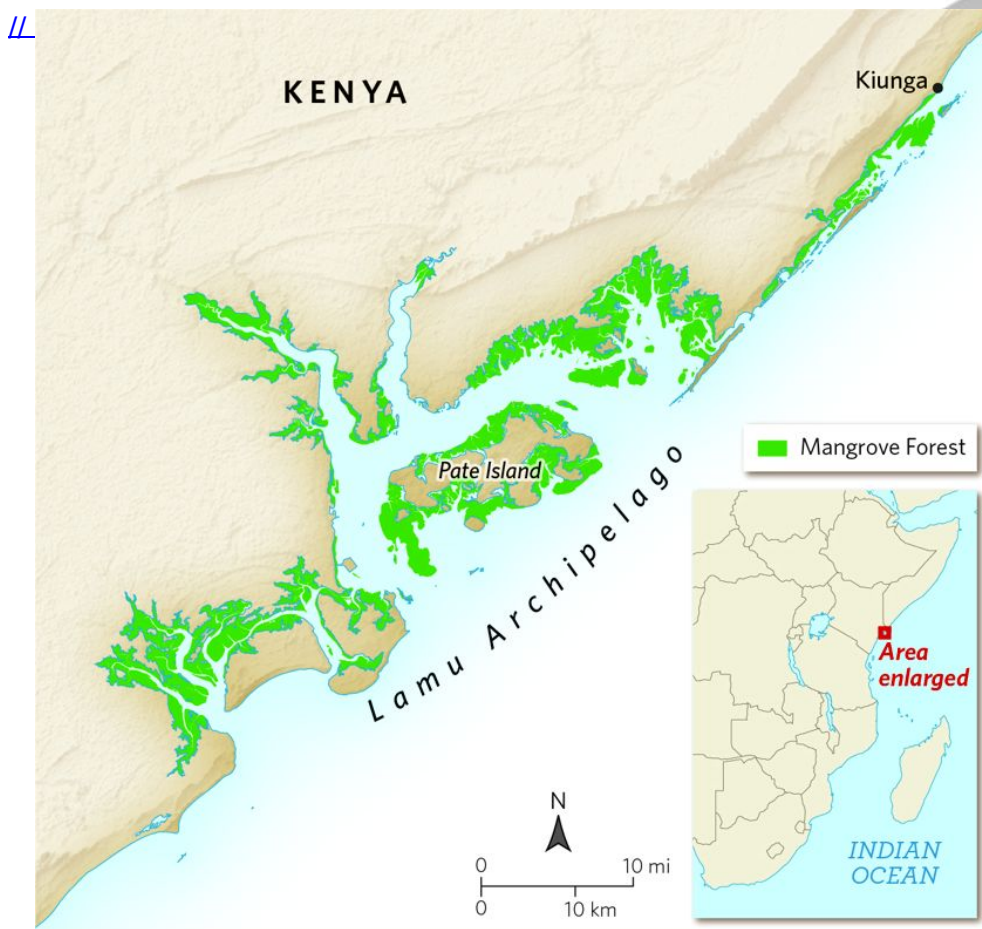 //
KENYA
Kiunga
Pate Island
Mangrove Forest
Lamu Archipelago
Area
enlarged
INDIAN
OCEAN
N
0 10 mi
0 10 km